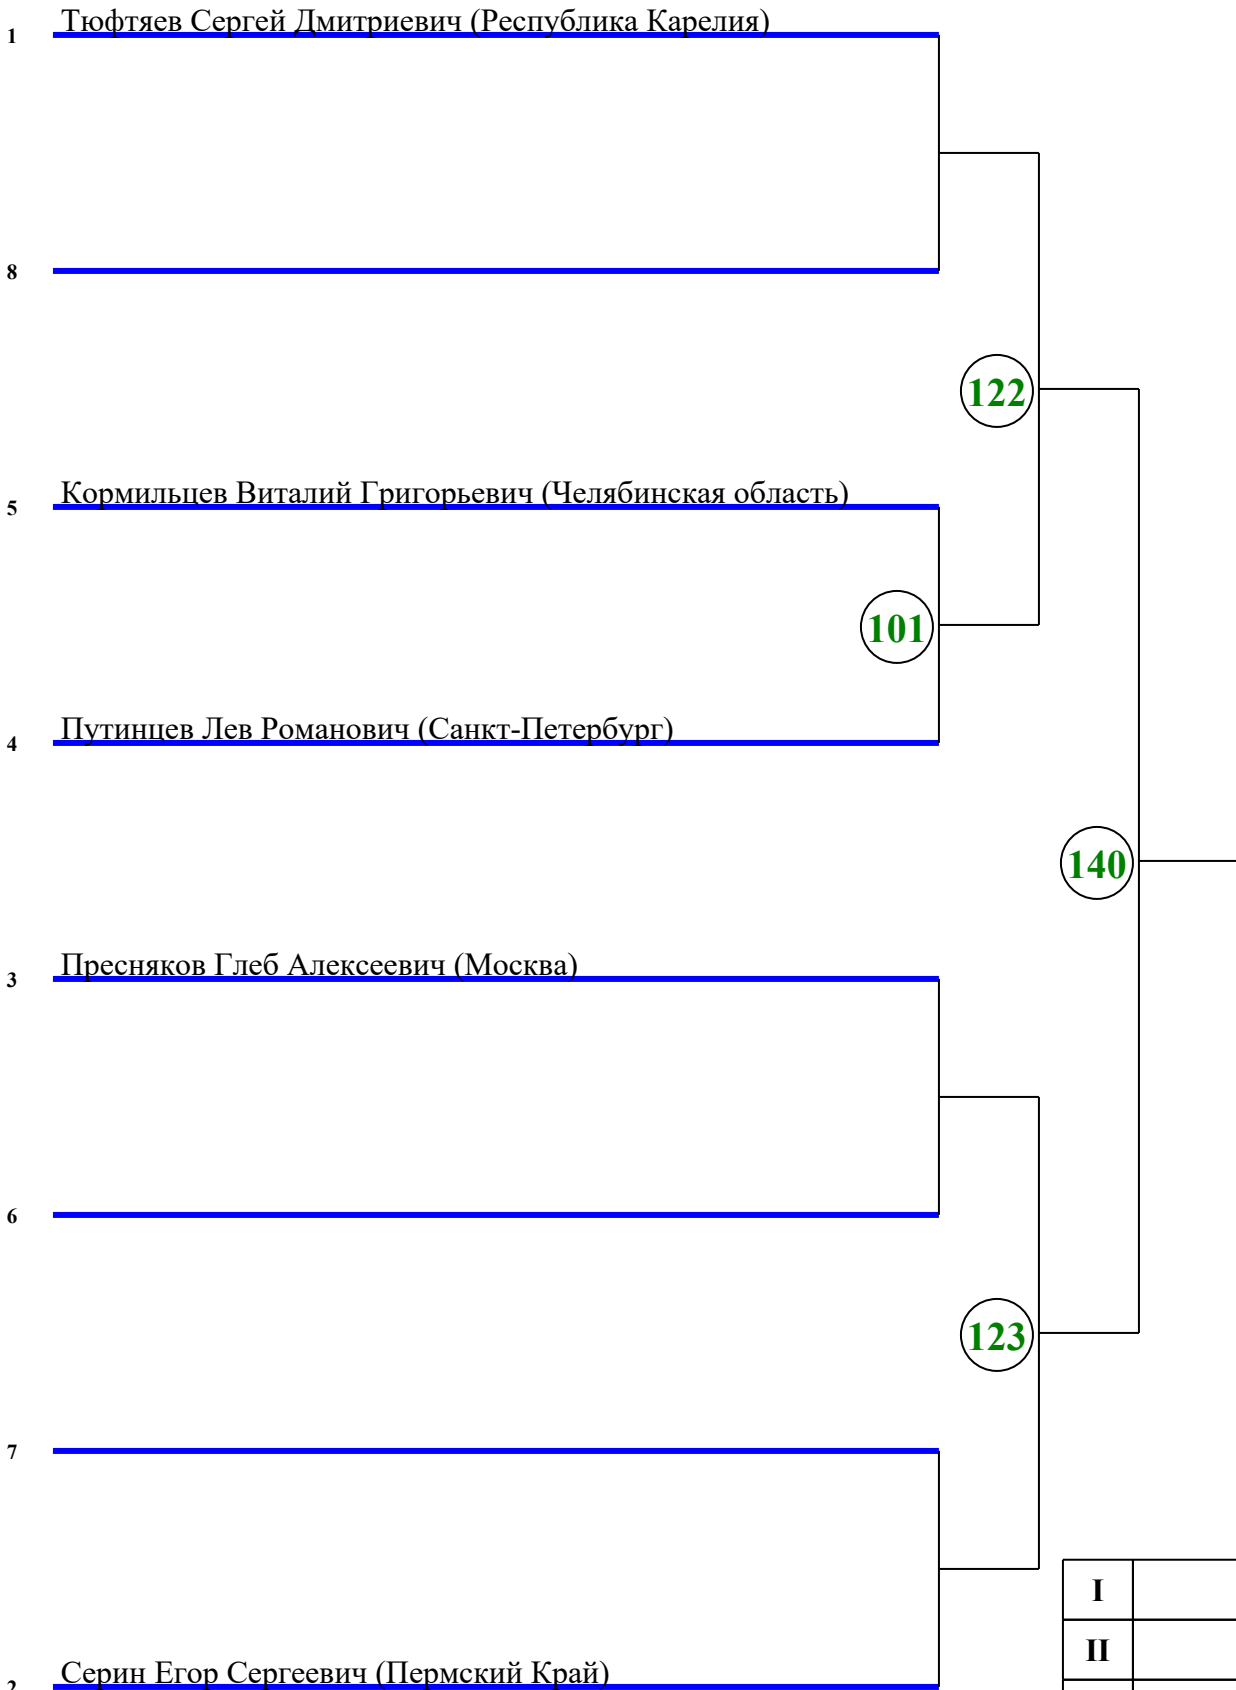 1 Тюфтяев Сергей Дмитриевич (Республика Карелия)
8
122
5 Кормильцев Виталий Григорьевич (Челябинская область)
101
4 Путинцев Лев Романович (Санкт-Петербург)
140
3 Пресняков Глеб Алексеевич (Москва)
6
123
7
I
II
2 Серин Егор Сергеевич (Пермский Край)